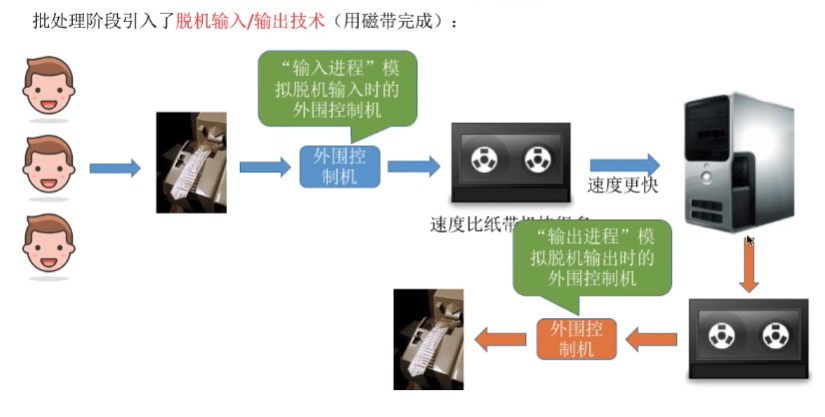 批处理阶段引入了脱机输入/输出技术（用磁带完成）：
“输入进程”模
拟脱机输入时的
外围控制机
外围控
制机
速度更快
速度比纸带机
“输出进程”模
拟脱机输出时的
外围控制机
外围控
制机